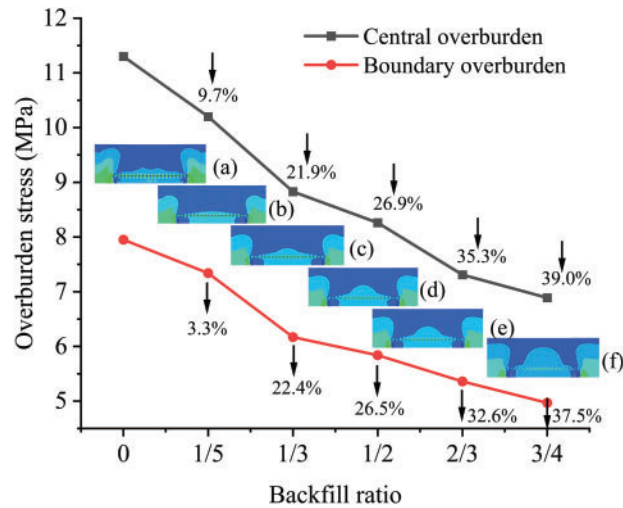 12
11
10
9
8
7
6
5
Overburden stress (MPa)
Central overburden
Boundary overburden
9.7%
21.9%
26.9%
35.3%
39.0%
(a)
(b)
(c)
(d)
(e)
(f)
3.3%
22.4%
26.5%
32.6%
37.5%
0
1/5
1/3
1/2
2/3
3/4
Backfill ratio